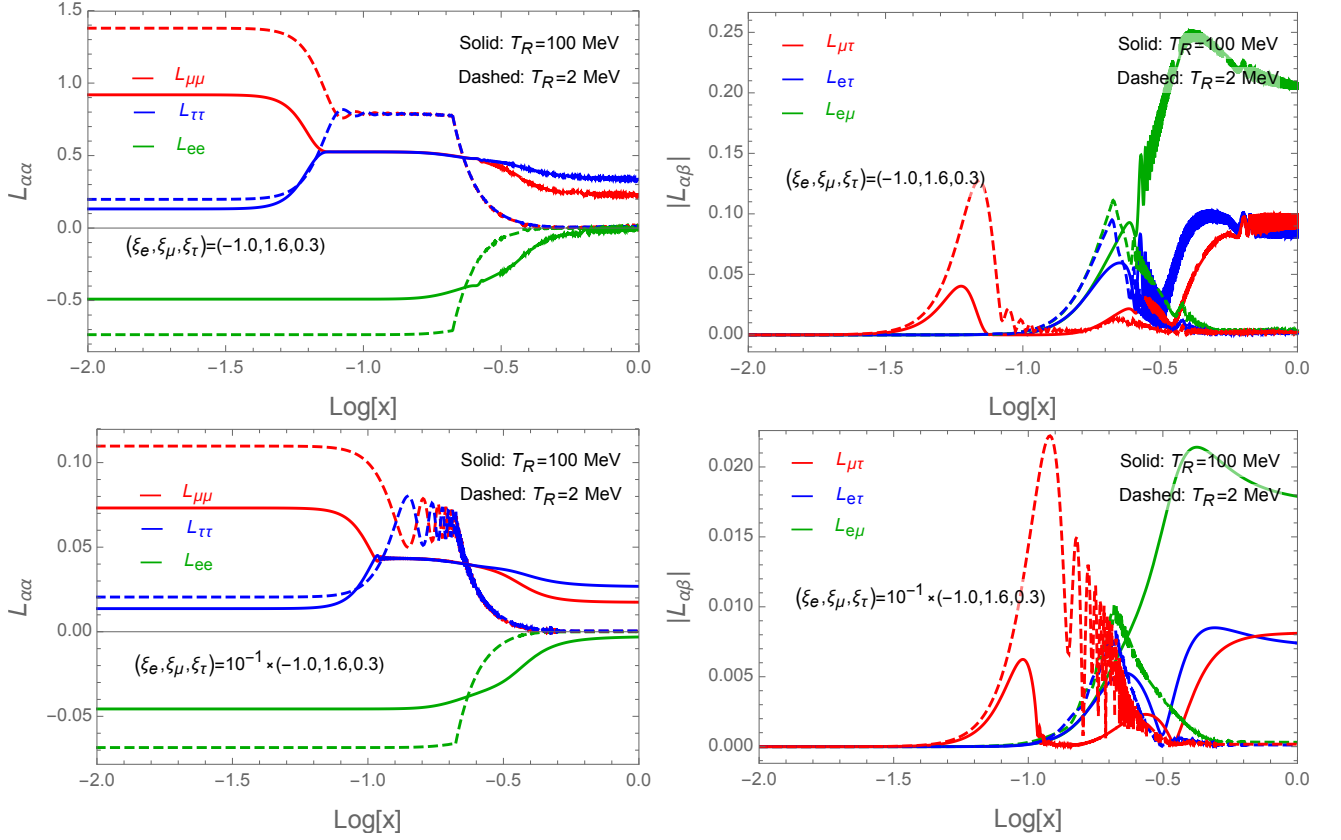 1.5
1.0
0.5
0.0
−0.5
L_αα
Solid: T_R=100 MeV
Dashed: T_R=2 MeV
L_μμ
L_ττ
L_ee
(ξ_e,ξ_μ,ξ_τ)=(−1.0,1.6,0.3)
−2.0 −1.5 −1.0 −0.5 0.0
Log[x]
0.25
0.20
0.15
0.10
0.05
0.00
|L_αβ|
Solid: T_R=100 MeV
Dashed: T_R=2 MeV
L_μτ
L_eτ
L_eμ
(ξ_e,ξ_μ,ξ_τ)=(−1.0,1.6,0.3)
−2.0 −1.5 −1.0 −0.5 0.0
Log[x]
0.10
0.05
0.00
−0.05
L_αα
Solid: T_R=100 MeV
Dashed: T_R=2 MeV
L_μμ
L_ττ
L_ee
(ξ_e,ξ_μ,ξ_τ)=10^−1×(−1.0,1.6,0.3)
−2.0 −1.5 −1.0 −0.5 0.0
Log[x]
0.020
0.015
0.010
0.005
0.000
|L_αβ|
Solid: T_R=100 MeV
Dashed: T_R=2 MeV
L_μτ
L_eτ
L_eμ
(ξ_e,ξ_μ,ξ_τ)=10^−1×(−1.0,1.6,0.3)
−2.0 −1.5 −1.0 −0.5 0.0
Log[x]